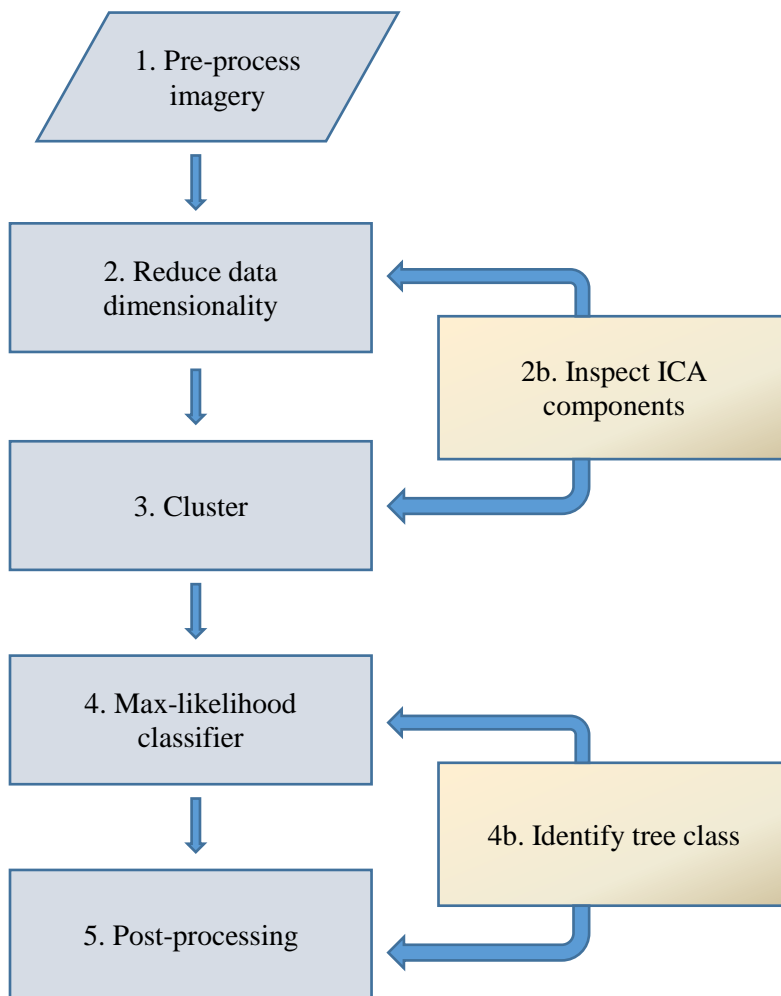 1. Pre-process
imagery
2. Reduce data
dimensionality
2b. Inspect ICA
components
3. Cluster
4. Max-likelihood
classifier
4b. Identify tree class
5. Post-processing